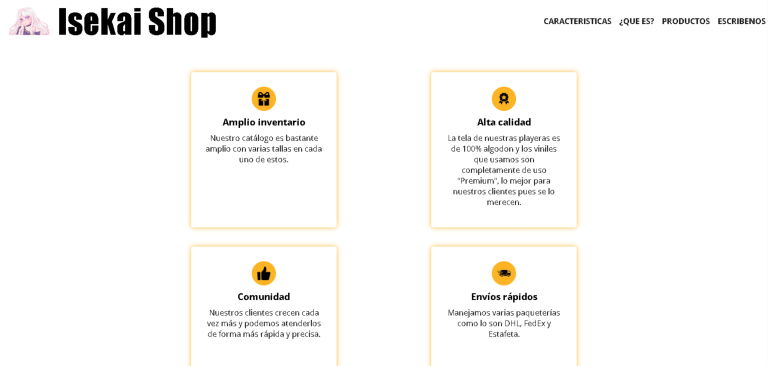 Isekai Shop
CARACTERISTICAS ¿QUE ES? PRODUCTOS ESCRIBENOS
Amplio inventario
Nuestro catálogo es bastante
amplio con varias tallas en cada
uno de estos.
Alta calidad
La tela de nuestras playeras es
de 100% algodon y los viniles
que usamos son
completamente de uso
"Premium", lo mejor para
nuestros clientes pues se lo
merecen.
Comunidad
Nuestros clientes crecen cada
vez más y podemos atenderlos
de forma más rápida y precisa.
Envíos rápidos
Manejamos varias paqueterías
como lo son DHL, FedEx y
Estafeta.